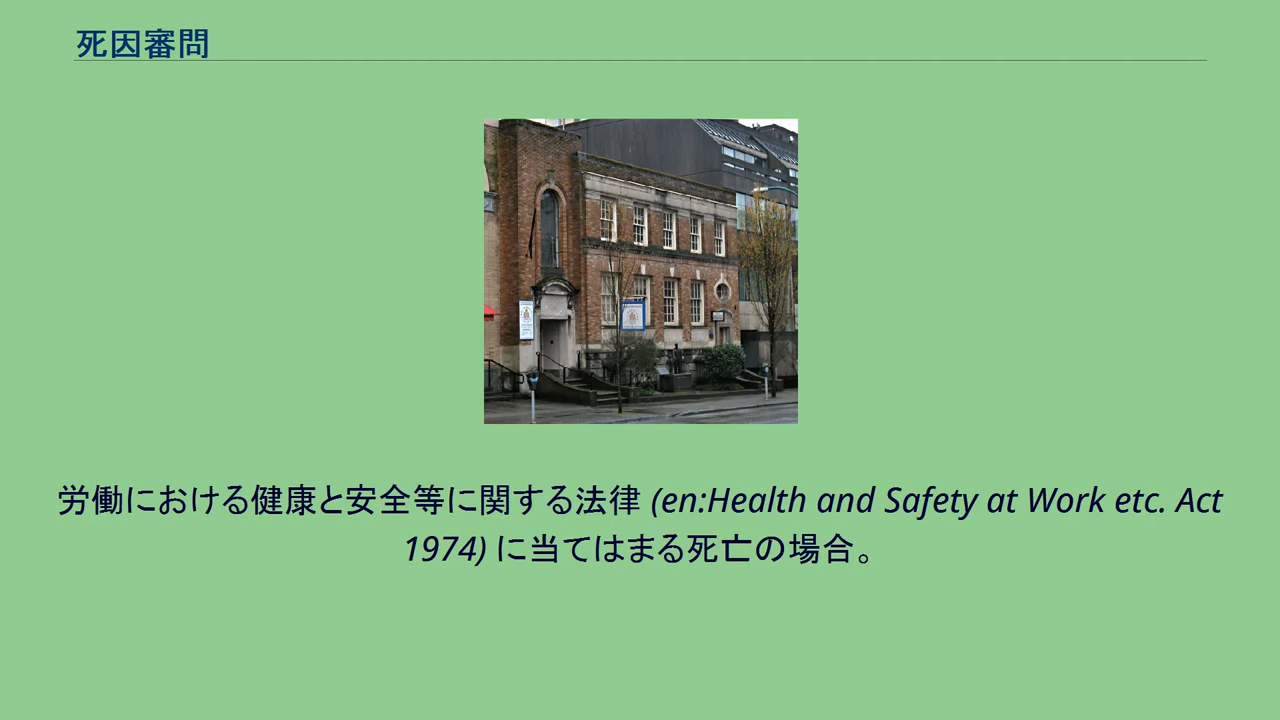 死因審問
労働における健康と安全等に関する法律 (en:Health and Safety at Work etc. Act
1974) に当てはまる死亡の場合。